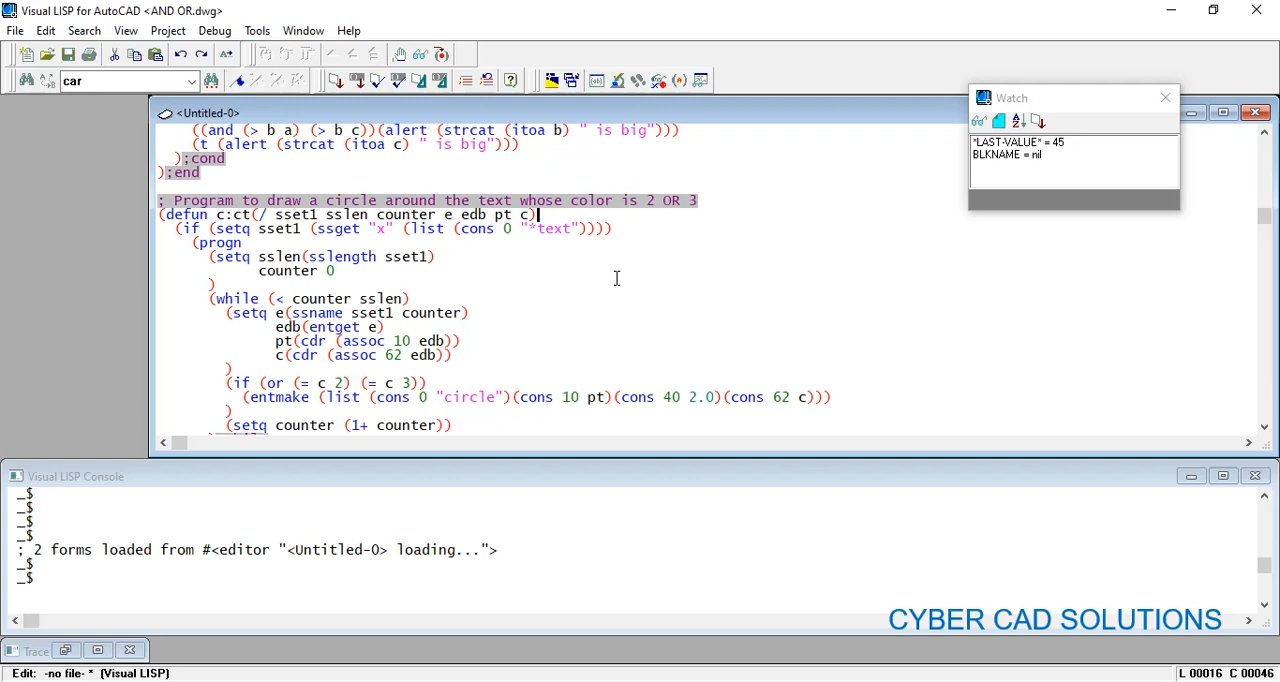 Visual LISP for AutoCAD <AND OR.dwg>
File Edit Search View Project Debug Tools Window Help
car
<Untitled-0>
((and (> b a) (> b c))(alert (strcat (itoa b) " is big")))
(t (alert (strcat (itoa c) " is big")))
);cond
);end
; Program to draw a circle around the text whose color is 2 OR 3
(defun c:ct(/ sset1 sslen counter e edb pt c)
(if (setq sset1 (ssget "x" (list (cons 0 "*text"))))
(progn
(setq sslen(sslength sset1)
counter 0
)
(while (< counter sslen)
(setq e(ssname sset1 counter)
edb(entget e)
pt(cdr (assoc 10 edb))
c(cdr (assoc 62 edb))
)
(if (or (= c 2) (= c 3))
(entmake (list (cons 0 "circle")(cons 10 pt)(cons 40 2.0)(cons 62 c)))
)
(setq counter (1+ counter))
Watch
*LAST-VALUE* = 45
BLKNAME = nil
Visual LISP Console
_$
_$
_$
_$
; 2 forms loaded from #<editor "<Untitled-0> loading...">
_$
_$
CYBER CAD SOLUTIONS
Trace
Edit: -no file- * (Visual LISP)
L 00016 C 00046